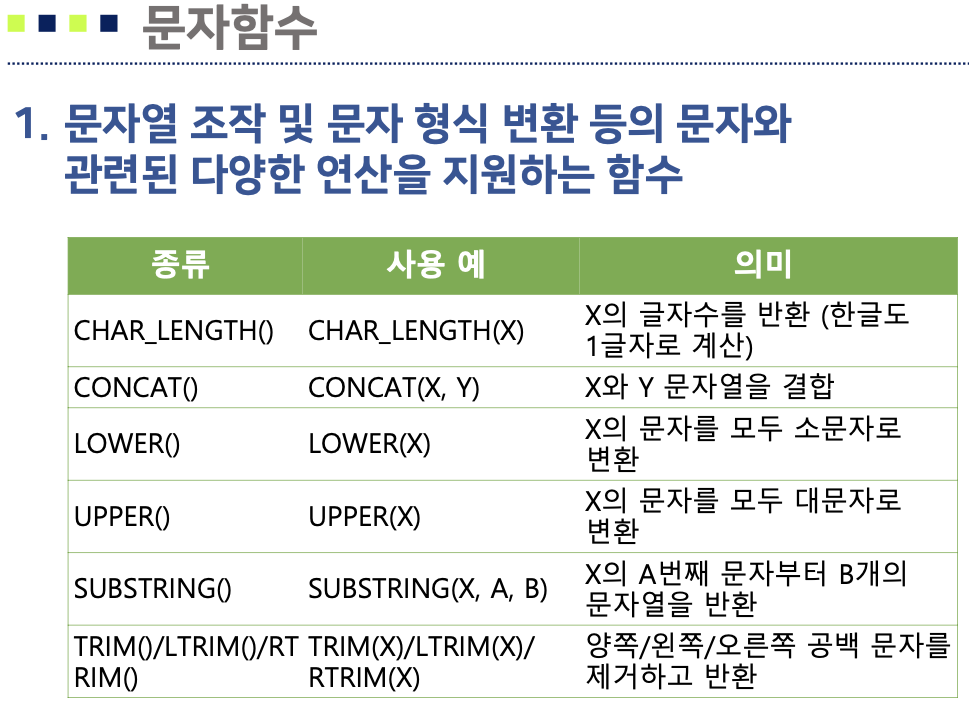 문자함수
1. 문자열 조작 및 문자 형식 변환 등의 문자와
관련된 다양한 연산을 지원하는 함수
종류 사용 예 의미
CHAR_LENGTH() CHAR_LENGTH(X) X의 글자수를 반환 (한글도
1글자로 계산)
CONCAT() CONCAT(X, Y) X와 Y 문자열을 결합
LOWER() LOWER(X) X의 문자를 모두 소문자로
변환
UPPER() UPPER(X) X의 문자를 모두 대문자로
변환
SUBSTRING() SUBSTRING(X, A, B) X의 A번째 문자부터 B개의
문자열을 반환
TRIM()/LTRIM()/RT TRIM(X)/LTRIM(X)/ 양쪽/왼쪽/오른쪽 공백 문자를
RIM() RTRIM(X) 제거하고 반환